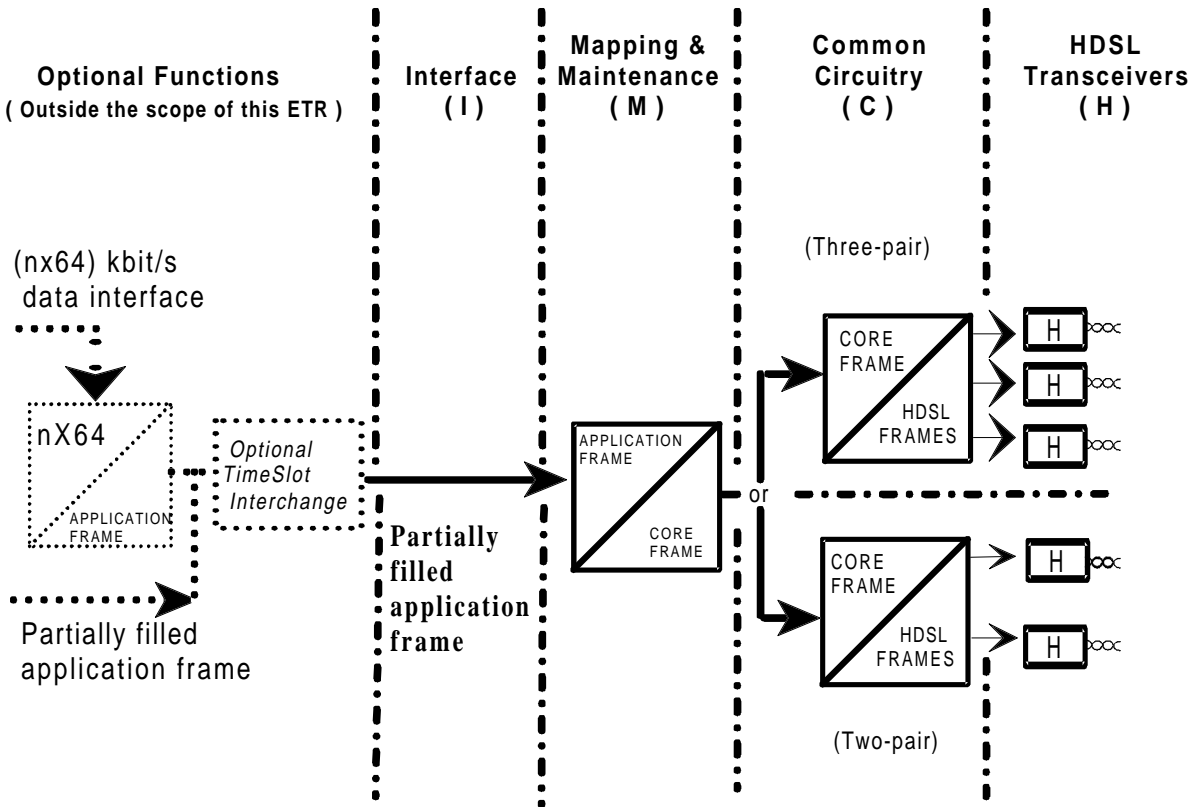 Optional Functions
( Outside the scope of this ETR )
Interface
( I )
Mapping &
Maintenance
( M )
Common
Circuitry
( C )
HDSL
Transceivers
( H )
(nx64) kbit/s
data interface
nX64
APPLICATION
FRAME
Optional
TimeSlot
Interchange
Partially filled
application frame
Partially
filled
application
frame
APPLICATION
FRAME
CORE
FRAME
or
(Three-pair)
CORE
FRAME
HDSL
FRAMES
H
H
H
CORE
FRAME
HDSL
FRAMES
H
H
(Two-pair)